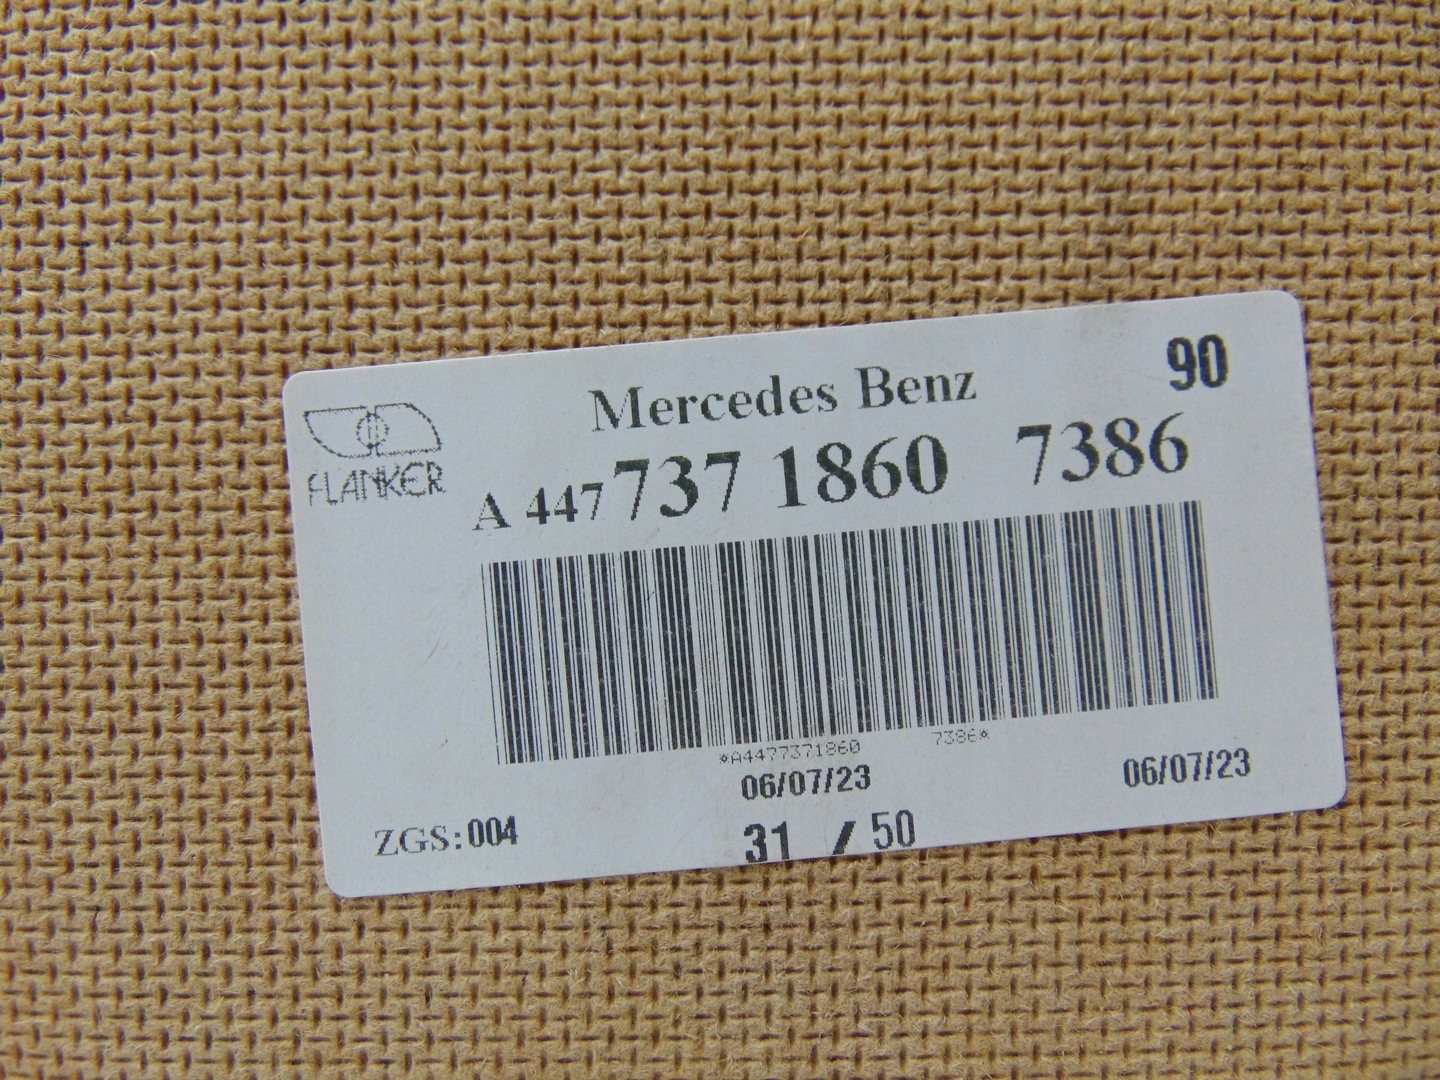 90
Mercedes Benz
FLANKER
A 447 737 1860 7386
*A4477371860 7386*
06/07/23 06/07/23
ZGS:004 31 / 50